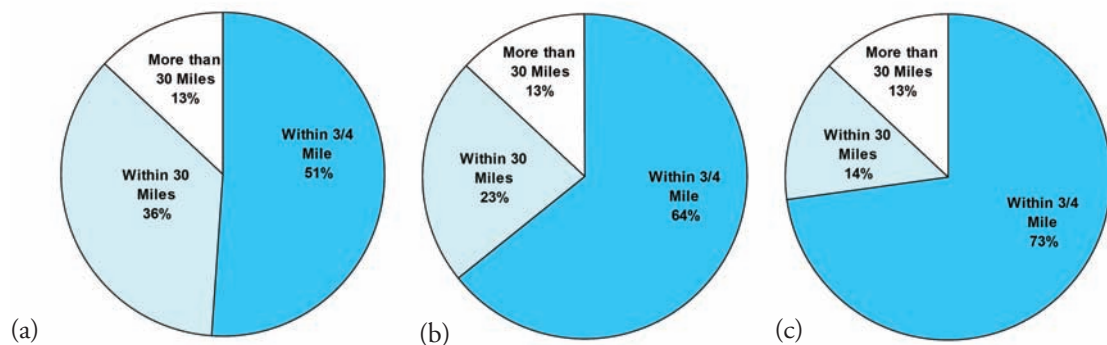 More than
30 Miles
13%
Within 3/4
Mile
51%
Within 30
Miles
36%
(a)
More than
30 Miles
13%
Within 30
Miles
23%
Within 3/4
Mile
64%
(b)
More than
30 Miles
13%
Within 30
Miles
14%
Within 3/4
Mile
73%
(c)